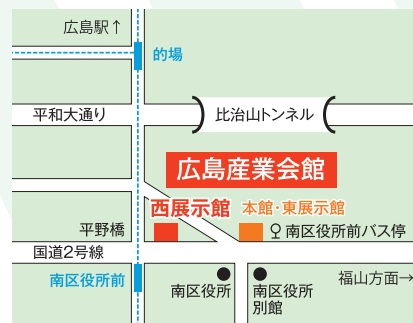 広島駅↑
的場
平和大通り
比治山トンネル
広島産業会館
西展示館
本館・東展示館
平野橋
南区役所前バス停
国道2号線
南区役所前
南区役所
南区役所
別館
福山方面→